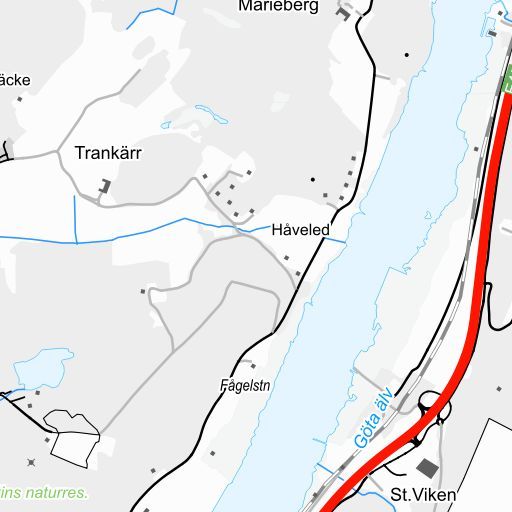 Marieberg
äcke
Trankärr
Håveled
Fågelstn
Göta älv
ins naturres.
St.Viken